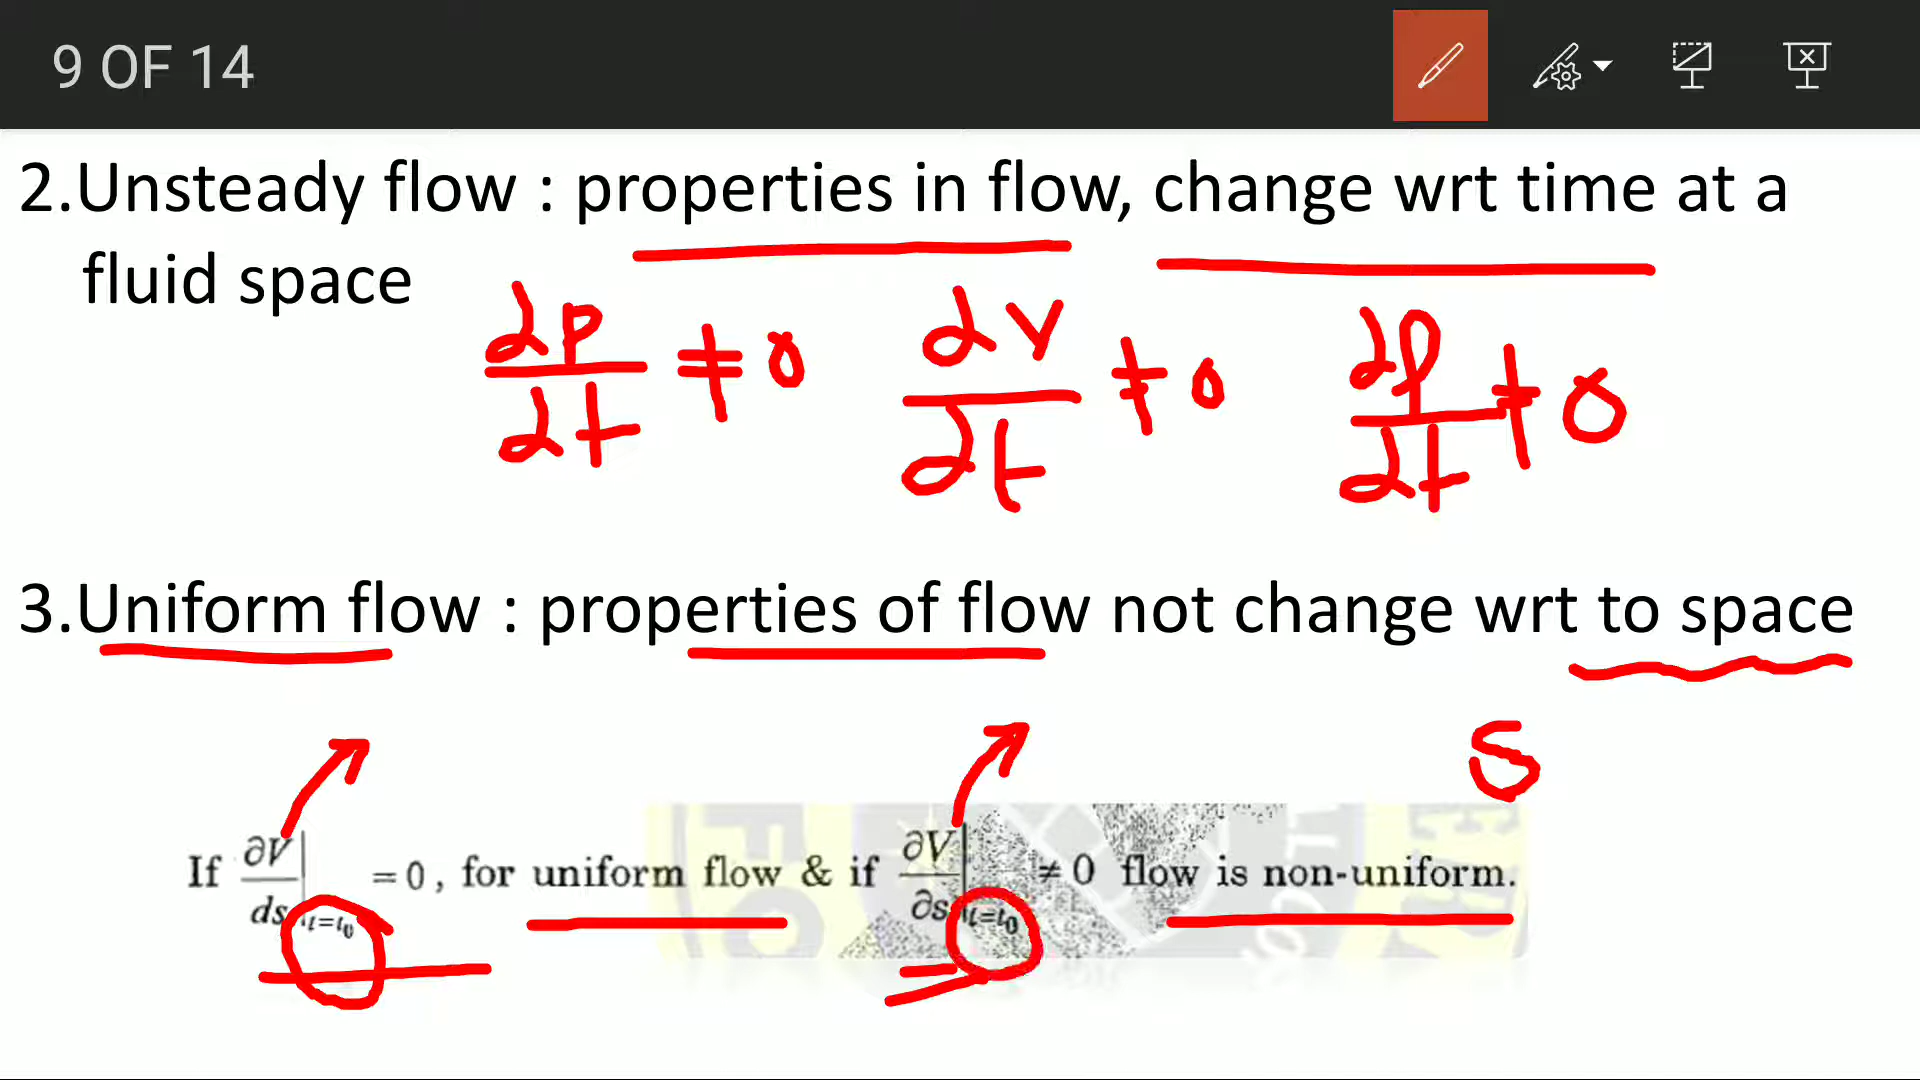 9 OF 14
2.Unsteady flow : properties in flow, change wrt time at a
fluid space
∂p/∂t ≠ 0 ∂v/∂t ≠ 0 ∂ρ/∂t ≠ 0
3.Uniform flow : properties of flow not change wrt to space
S
If ∂V/ds|t=t₀ = 0, for uniform flow & if ∂V/∂s|t=t₀ ≠ 0 flow is non-uniform.